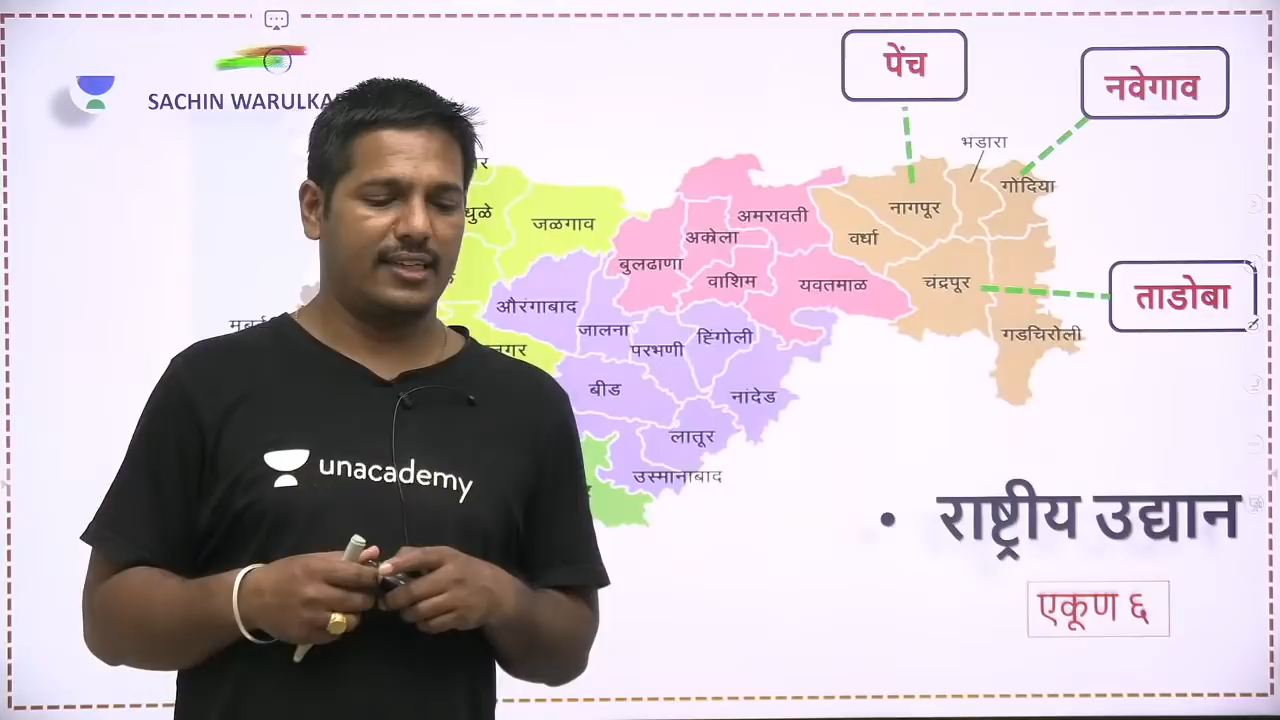 SACHIN WARULKA
पेंच
नवेगाव
भंडारा
गोंदिया
नागपूर
धुळे
जळगाव
अमरावती
अकोला
वर्धा
बुलढाणा
वाशिम
यवतमाळ
चंद्रपूर
ताडोबा
औरंगाबाद
जालना
परभणी
हिंगोली
गडचिरोली
नगर
बीड
नांदेड
लातूर
उस्मानाबाद
unacademy
• राष्ट्रीय उद्यान
एकूण ६